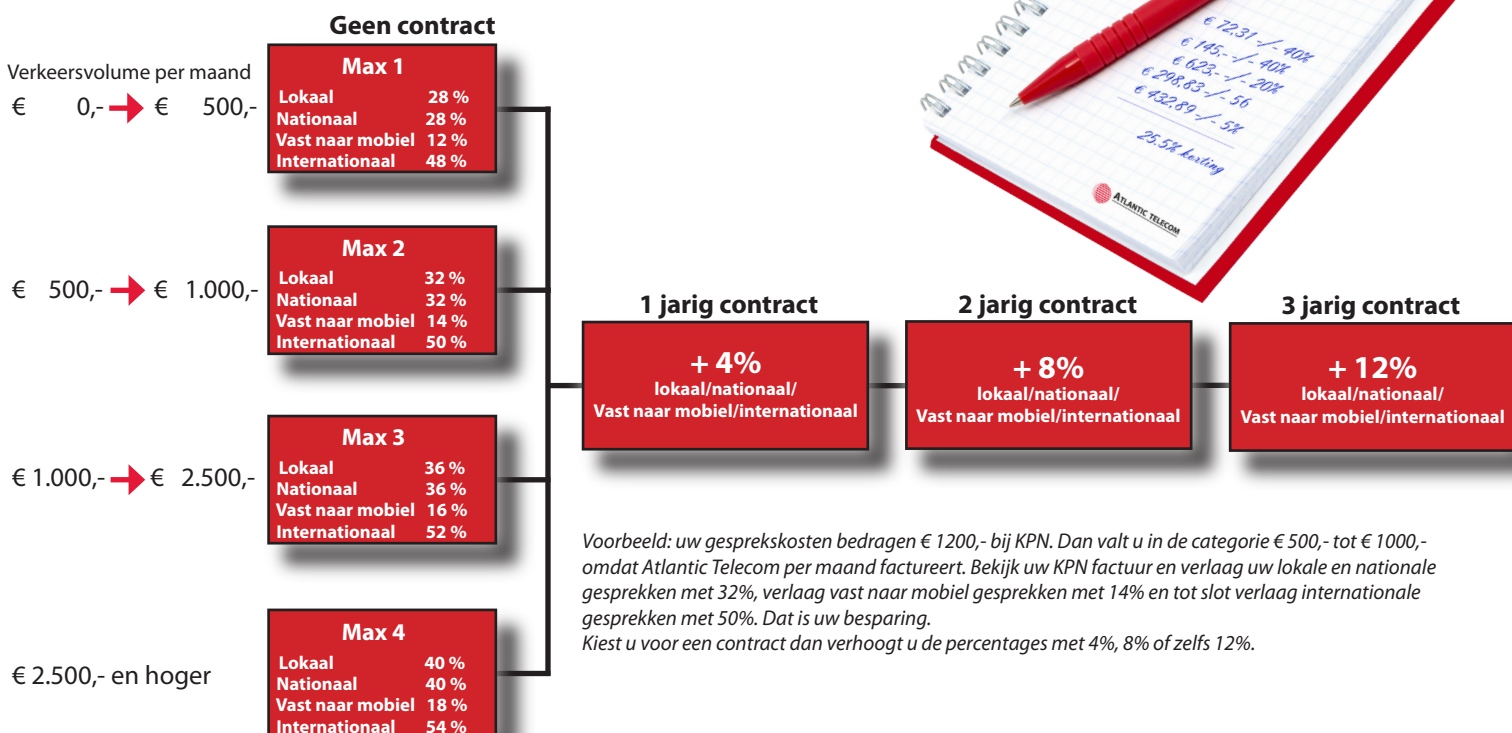 Geen contract
Verkeersvolume per maand
€ 0,- € 500,-
Max 1
Lokaal 28 %
Nationaal 28 %
Vast naar mobiel 12 %
Internationaal 48 %
€ 72,31 -/- 40%
€ 145,- -/- 40%
€ 623,- -/- 20%
€ 298,83 -/- 56
€ 432,89 -/- 5%
25.5% korting
ATLANTIC TELECOM
€ 500,- € 1.000,-
Max 2
Lokaal 32 %
Nationaal 32 %
Vast naar mobiel 14 %
Internationaal 50 %
1 jarig contract
+ 4%
lokaal/nationaal/
Vast naar mobiel/internationaal
2 jarig contract
+ 8%
lokaal/nationaal/
Vast naar mobiel/internationaal
3 jarig contract
+ 12%
lokaal/nationaal/
Vast naar mobiel/internationaal
€ 1.000,- € 2.500,-
Max 3
Lokaal 36 %
Nationaal 36 %
Vast naar mobiel 16 %
Internationaal 52 %
Voorbeeld: uw gesprekskosten bedragen € 1200,- bij KPN. Dan valt u in de categorie € 500,- tot € 1000,-
omdat Atlantic Telecom per maand factureert. Bekijk uw KPN factuur en verlaag uw lokale en nationale
gesprekken met 32%, verlaag vast naar mobiel gesprekken met 14% en tot slot verlaag internationale
gesprekken met 50%. Dat is uw besparing.
Kiest u voor een contract dan verhoogt u de percentages met 4%, 8% of zelfs 12%.
€ 2.500,- en hoger
Max 4
Lokaal 40 %
Nationaal 40 %
Vast naar mobiel 18 %
Internationaal 54 %